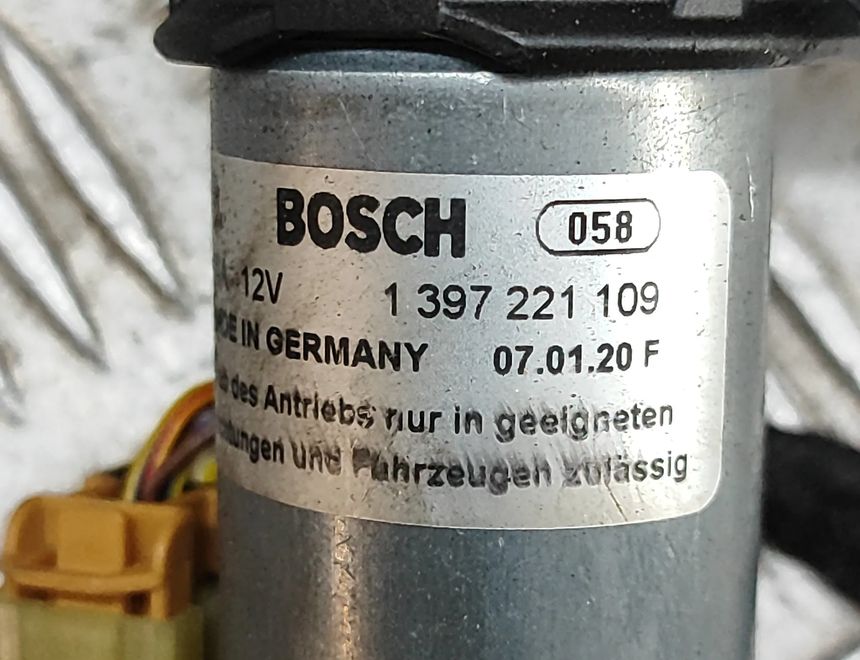 BOSCH 058
12V 1 397 221 109
IN GERMANY 07.01.20 F
des Antriebs nur in geeigneten
und Fahrzeugen zulässig